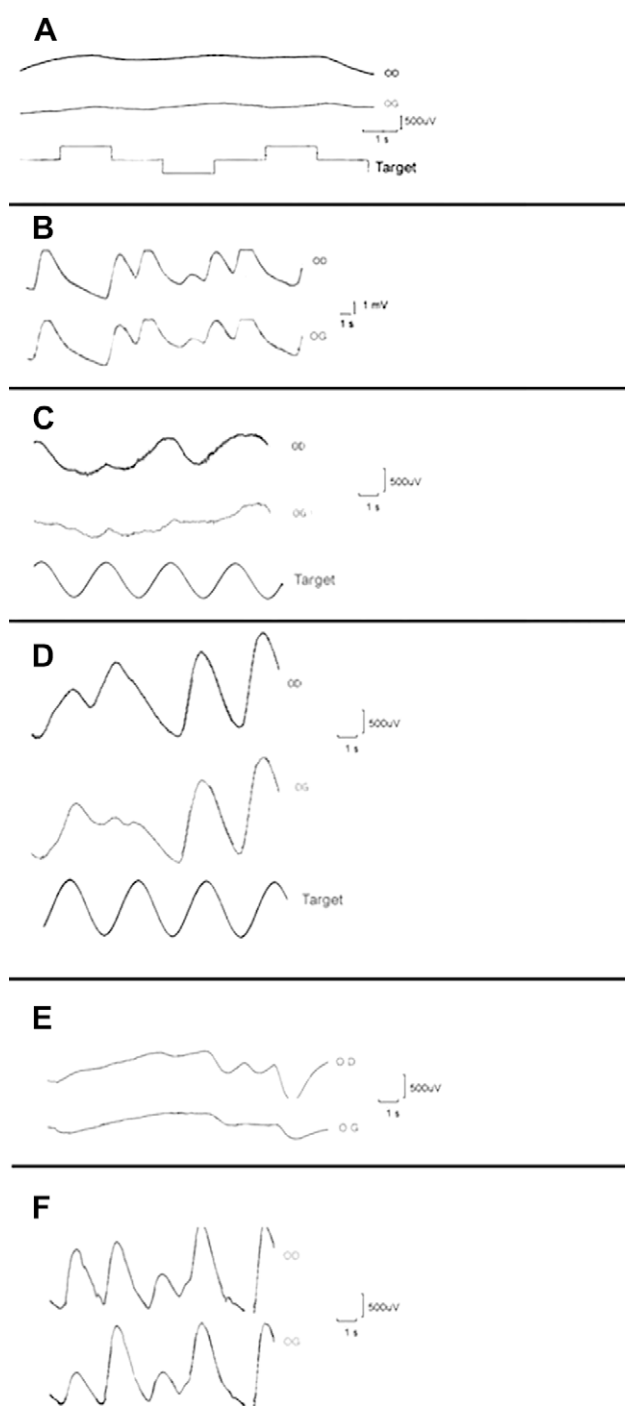 A
OD
OG
500uV
1 s
Target
B
OD
1 mV
1 s
OG
C
OD
500uV
1 s
OG
Target
D
OD
500uV
1 s
OG
Target
E
O D
500uV
1 s
O G
F
OD
500uV
1 s
OG